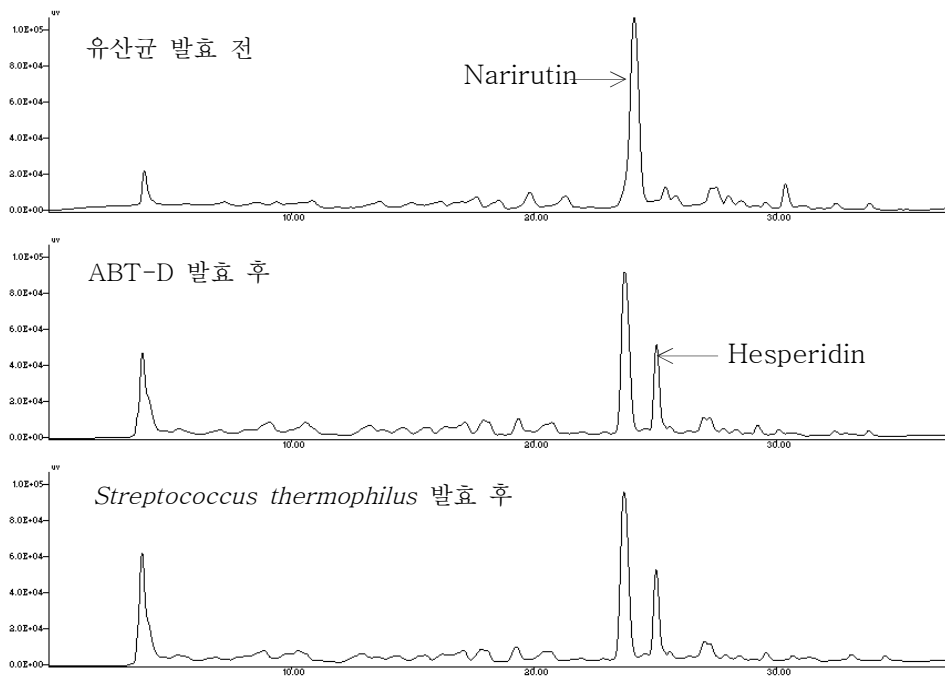 uV
1.0E+05
유산균 발효 전
8.0E+04
Narirutin
6.0E+04
4.0E+04
2.0E+04
0.0E+00
10.00 20.00 30.00
uV
1.0E+05
ABT-D 발효 후
8.0E+04
6.0E+04
Hesperidin
4.0E+04
2.0E+04
0.0E+00
10.00 20.00 30.00
uV
1.0E+05
Streptococcus thermophilus 발효 후
8.0E+04
6.0E+04
4.0E+04
2.0E+04
0.0E+00
10.00 20.00 30.00